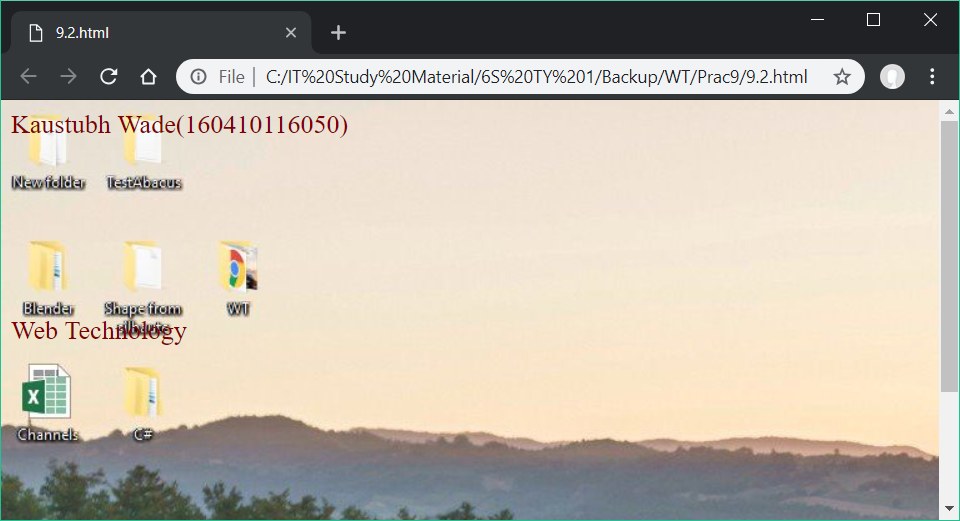 9.2.html
File | C:/IT%20Study%20Material/6S%20TY%201/Backup/WT/Prac9/9.2.html
Kaustubh Wade(160410116050)
New folder TestAbacus
Blender Shape from WT
Web Technology
Channels C#